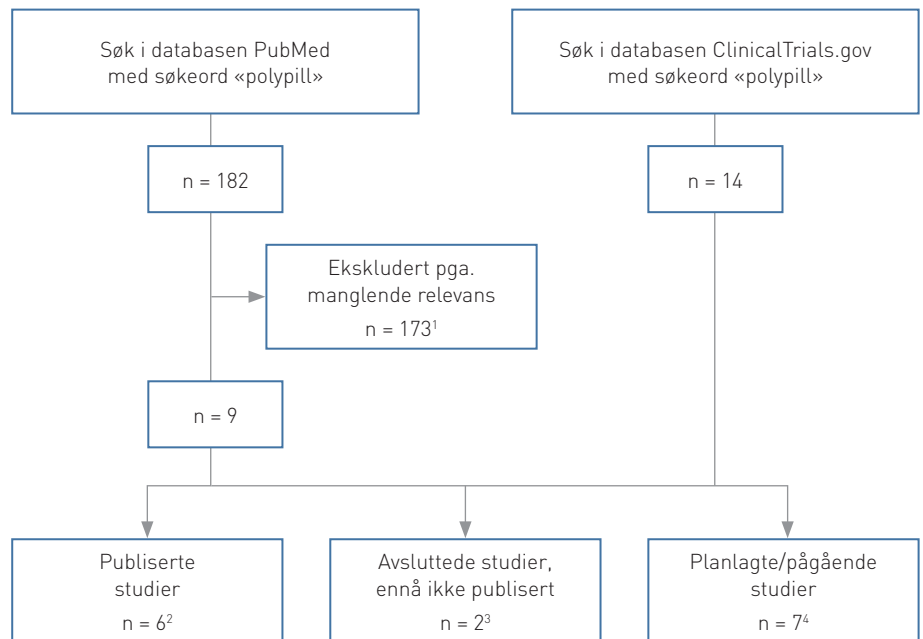 Søk i databasen PubMed
med søkeord «polypill»
Søk i databasen ClinicalTrials.gov
med søkeord «polypill»
n = 182
n = 14
Ekskludert pga.
manglende relevans
n = 173¹
n = 9
Publiserte
studier
n = 6²
Avsluttede studier,
ennå ikke publisert
n = 2³
Planlagte/pågående
studier
n = 7⁴